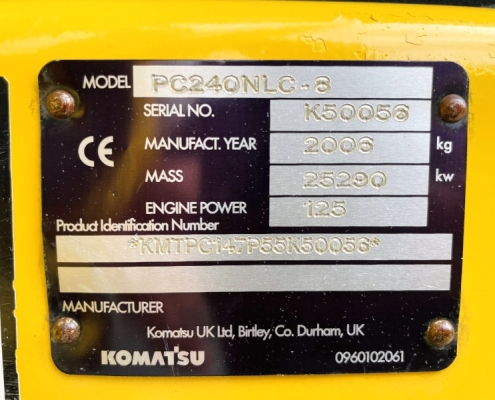 MODEL PC240NLC-8
SERIAL NO. K50056
CE MANUFACT. YEAR 2006 kg
MASS 25290 kw
ENGINE POWER 125
Product Identification Number
*KMTPC147P55K50056*
MANUFACTURER
Komatsu UK Ltd, Birtley, Co. Durham, UK
KOMATSU 0960102061